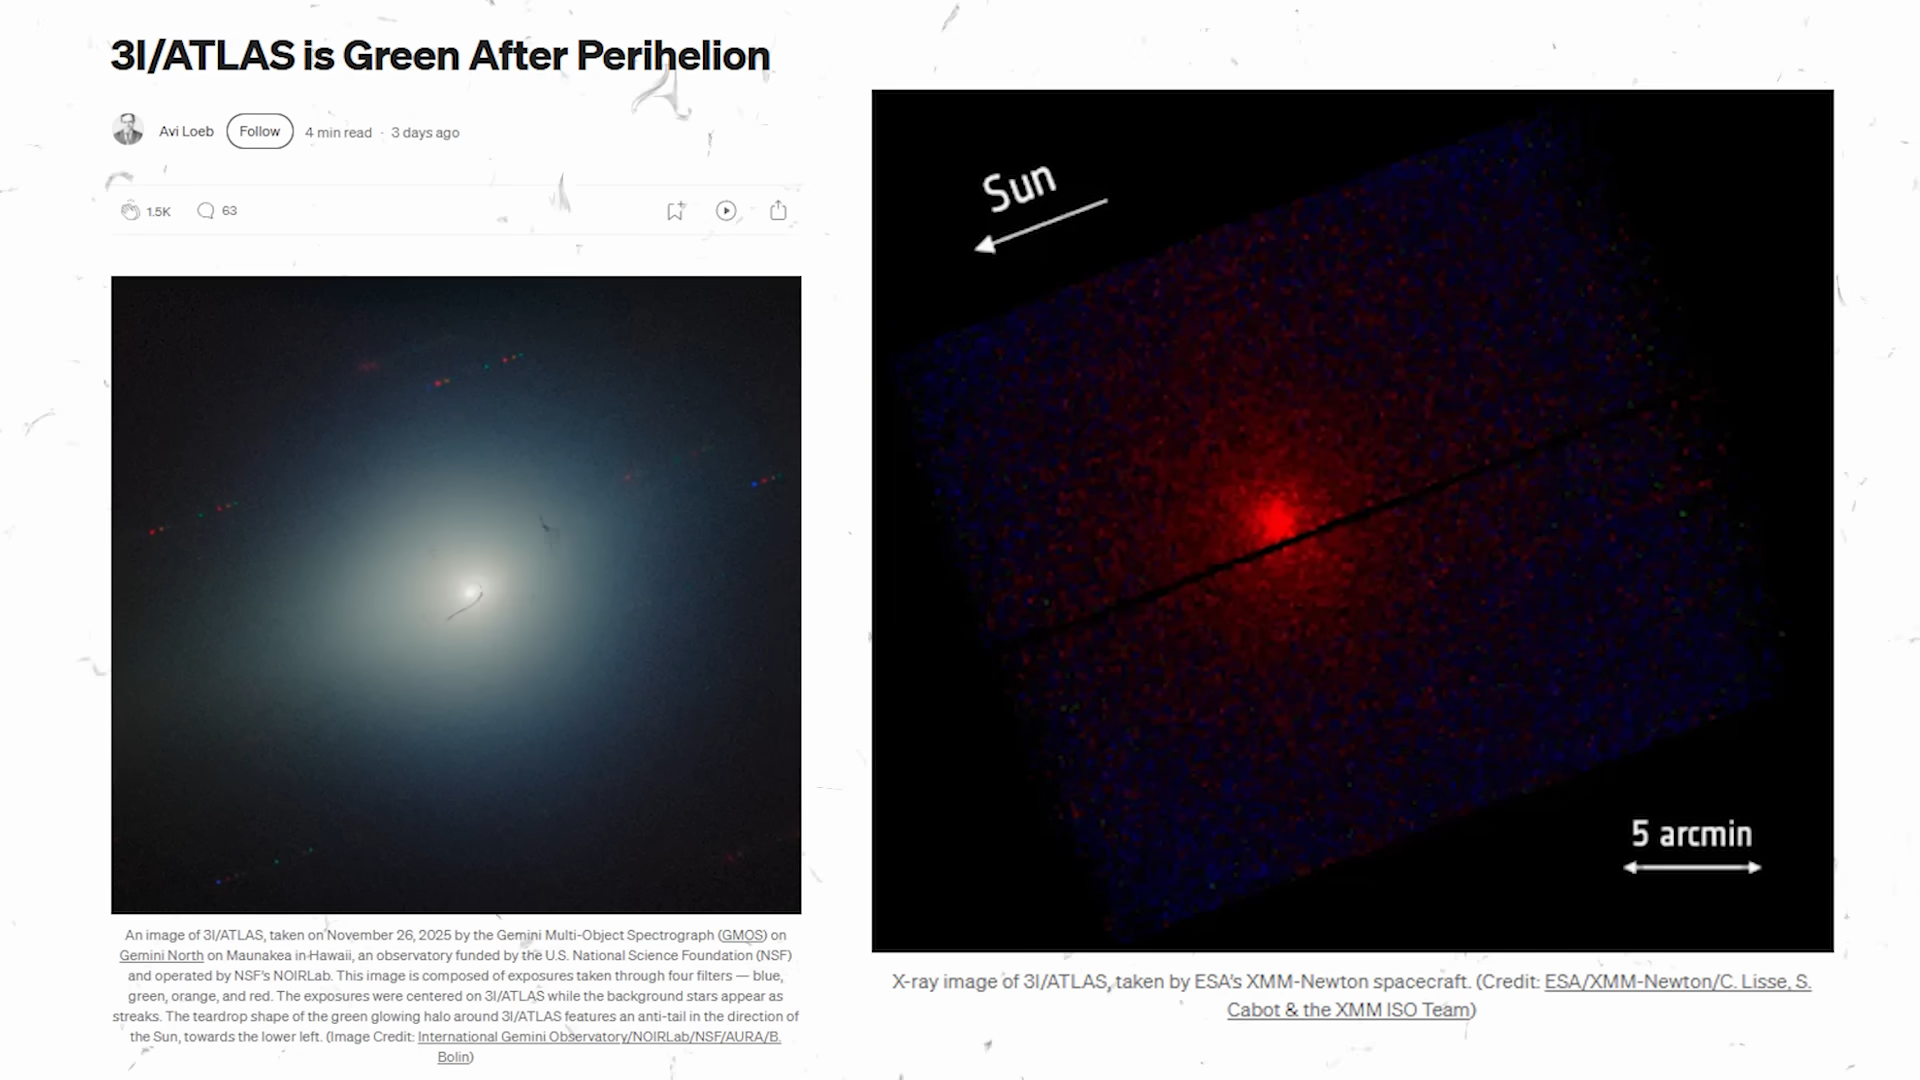 3I/ATLAS is Green After Perihelion
Avi Loeb Follow 4 min read · 3 days ago
1.5K 63
An image of 3I/ATLAS, taken on November 26, 2025 by the Gemini Multi-Object Spectrograph (GMOS) on
Gemini North on Maunakea in Hawaii, an observatory funded by the U.S. National Science Foundation (NSF)
and operated by NSF's NOIRLab. This image is composed of exposures taken through four filters — blue,
green, orange, and red. The exposures were centered on 3I/ATLAS while the background stars appear as
streaks. The teardrop shape of the green glowing halo around 3I/ATLAS features an anti-tail in the direction of
the Sun, towards the lower left. (Image Credit: International Gemini Observatory/NOIRLab/NSF/AURA/B.
Bolin)
Sun
5 arcmin
X-ray image of 3I/ATLAS, taken by ESA's XMM-Newton spacecraft. (Credit: ESA/XMM-Newton/C. Lisse, S.
Cabot & the XMM ISO Team)